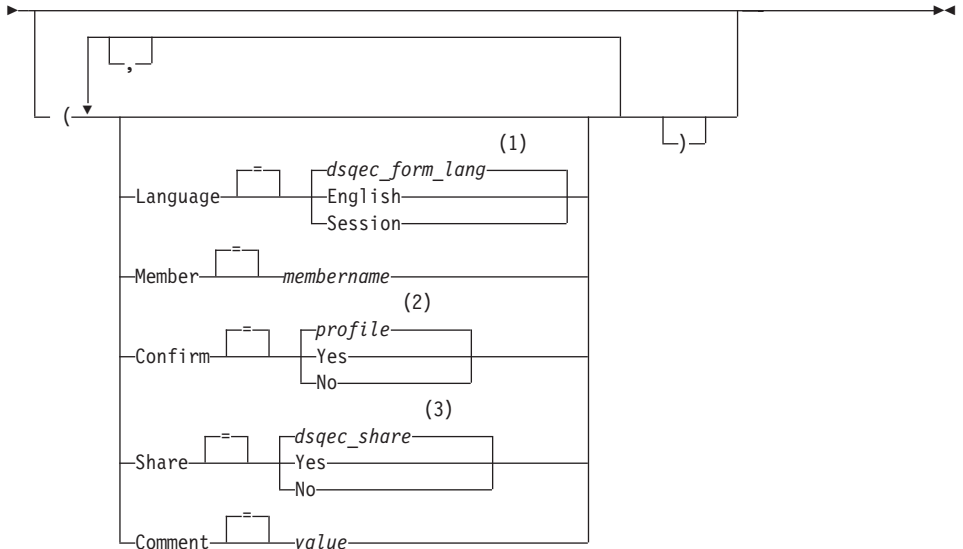 ,
(
)
(1)
=
dsqec_form_lang
Language
English
Session
=
Member
membername
(2)
=
profile
Confirm
Yes
No
(3)
=
dsqec_share
Share
Yes
No
=
Comment
value